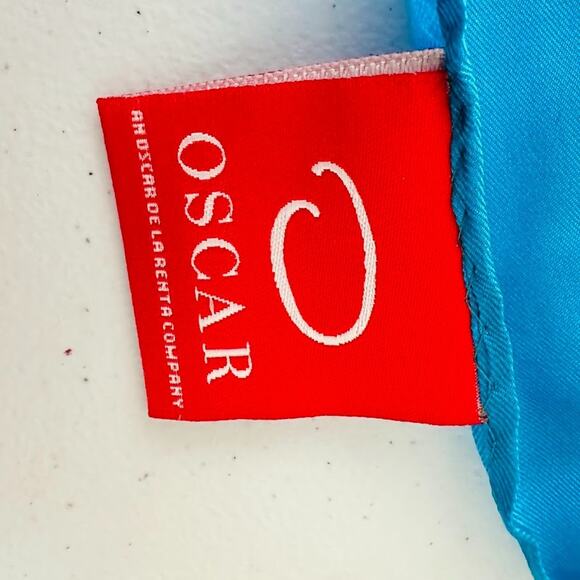 O
OSCAR
AN OSCAR DE LA RENTA COMPANY